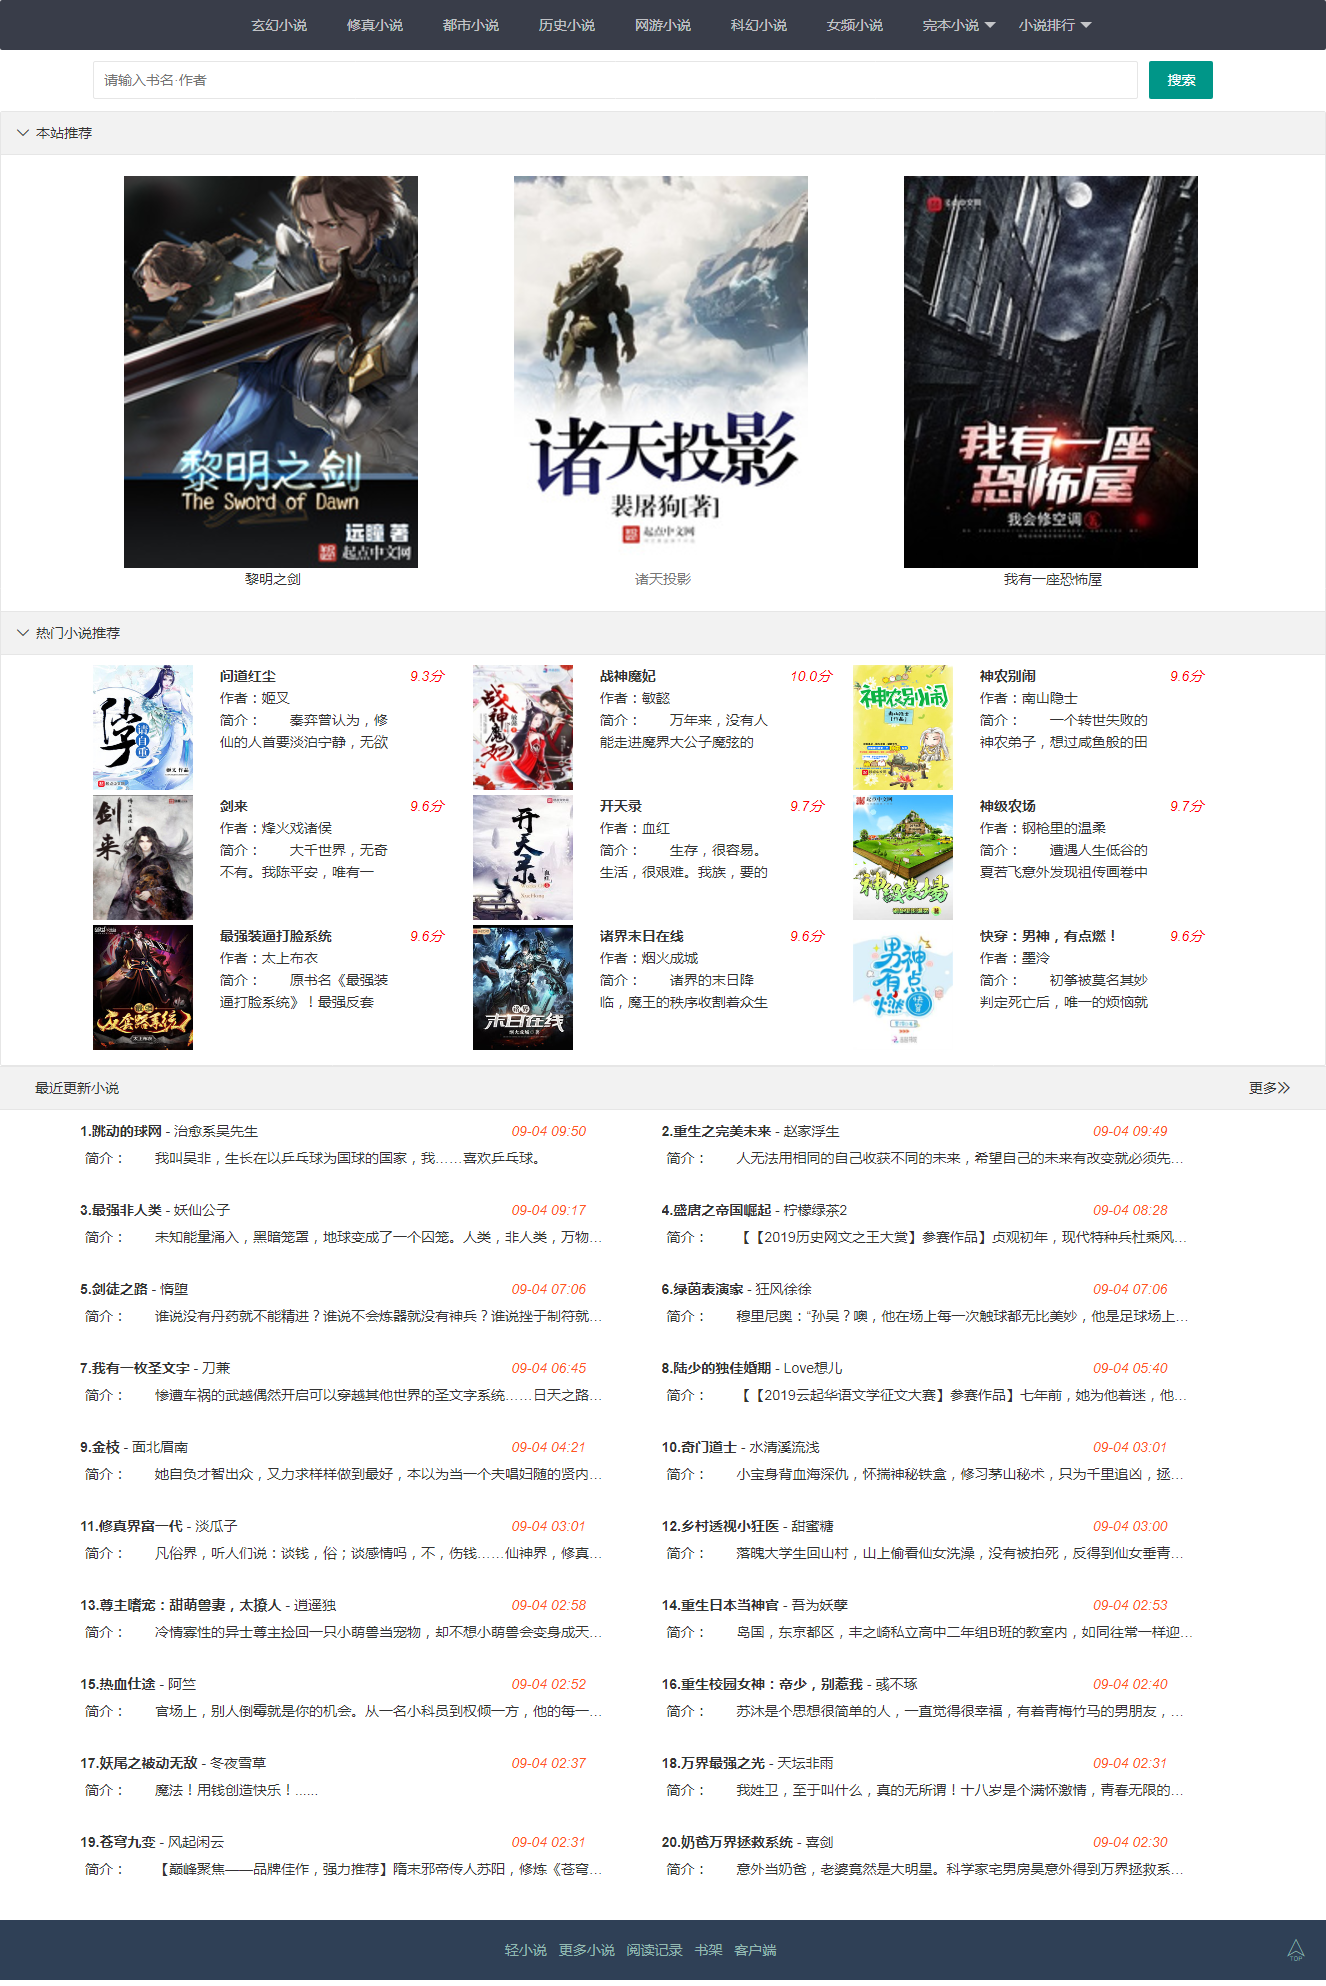 玄幻小说 修真小说 都市小说 历史小说 网游小说 科幻小说 女频小说 完本小说 小说排行
请输入书名·作者 搜索
本站推荐
黎明之剑
The Sword of Dawn
远瞳 著
起点中文网
诸天投影
裴屠狗[著]
起点中文网
起点中文网
我有一座
恐怖屋
我会修空调
黎明之剑 诸天投影 我有一座恐怖屋
热门小说推荐
问道红尘 9.3分
作者：姬叉
简介： 秦弈曾认为，修
仙的人首要淡泊宁静，无欲
战神魔妃
战神魔妃 10.0分
作者：敏懿
简介： 万年来，没有人
能走进魔界大公子魔弦的
神农别闹
神农别闹 9.6分
作者：南山隐士
简介： 一个转世失败的
神农弟子，想过咸鱼般的田
剑来
剑来 9.6分
作者：烽火戏诸侯
简介： 大千世界，无奇
不有。我陈平安，唯有一
开天录
开天录 9.7分
作者：血红
简介： 生存，很容易。
生活，很艰难。我族，要的
神级农场
作者：钢枪里的温柔 9.7分
简介： 遭遇人生低谷的
夏若飞意外发现祖传画卷中
最强装逼打脸系统 9.6分
作者：太上布衣
简介： 原书名《最强装
逼打脸系统》！最强反套
末日在线
诸界末日在线 9.6分
作者：烟火成城
简介： 诸界的末日降
临，魔王的秩序收割着众生
男神有点燃
快穿：男神，有点燃！ 9.6分
作者：墨泠
简介： 初筝被莫名其妙
判定死亡后，唯一的烦恼就
最近更新小说 更多
1.跳动的球网 - 治愈系吴先生 09-04 09:50
简介： 我叫吴非，生长在以乒乓球为国球的国家，我……喜欢乒乓球。
2.重生之完美未来 - 赵家浮生 09-04 09:49
简介： 人无法用相同的自己收获不同的未来，希望自己的未来有改变就必须先...
3.最强非人类 - 妖仙公子 09-04 09:17
简介： 未知能量涌入，黑暗笼罩，地球变成了一个囚笼。人类，非人类，万物...
4.盛唐之帝国崛起 - 柠檬绿茶2 09-04 08:28
简介： 【【2019历史网文之王大赏】参赛作品】贞观初年，现代特种兵杜乘风...
5.剑徒之路 - 惰堕 09-04 07:06
简介： 谁说没有丹药就不能精进？谁说不会炼器就没有神兵？谁说挫于制符就...
6.绿茵表演家 - 狂风徐徐 09-04 07:06
简介： 穆里尼奥：“孙吴？噢，他在场上每一次触球都无比美妙，他是足球场上...
7.我有一枚圣文字 - 刀兼 09-04 06:45
简介： 惨遭车祸的武越偶然开启可以穿越其他世界的圣文字系统……日天之路...
8.陆少的独佳婚期 - Love想儿 09-04 05:40
简介： 【【2019云起华语文学征文大赛】参赛作品】七年前，她为他着迷，他...
9.金枝 - 面北眉南 09-04 04:21
简介： 她自负才智出众，又力求样样做到最好，本以为当一个夫唱妇随的贤内...
10.奇门道士 - 水清溪流浅 09-04 03:01
简介： 小宝身背血海深仇，怀揣神秘铁盒，修习茅山秘术，只为千里追凶，拯...
11.修真界富一代 - 淡瓜子 09-04 03:01
简介： 凡俗界，听人们说：谈钱，俗；谈感情吗，不，伤钱……仙神界，修真...
12.乡村透视小狂医 - 甜蜜糖 09-04 03:00
简介： 落魄大学生回山村，山上偷看仙女洗澡，没有被拍死，反得到仙女垂青...
13.尊主嗜宠：甜萌兽妻，太撩人 - 逍遥独 09-04 02:58
简介： 冷情寡性的异士尊主捡回一只小萌兽当宠物，却不想小萌兽会变身成天...
14.重生日本当神官 - 吾为妖孽 09-04 02:53
简介： 岛国，东京都区，丰之崎私立高中二年组B班的教室内，如同往常一样迎...
15.热血仕途 - 阿竺 09-04 02:52
简介： 官场上，别人倒霉就是你的机会。从一名小科员到权倾一方，他的每一...
16.重生校园女神：帝少，别惹我 - 彧不琢 09-04 02:40
简介： 苏沐是个思想很简单的人，一直觉得很幸福，有着青梅竹马的男朋友，...
17.妖尾之被动无敌 - 冬夜雪草 09-04 02:37
简介： 魔法！用钱创造快乐！......
18.万界最强之光 - 天坛非雨 09-04 02:31
简介： 我姓卫，至于叫什么，真的无所谓！十八岁是个满怀激情，青春无限的...
19.苍穹九变 - 风起闲云 09-04 02:31
简介： 【巅峰聚焦——品牌佳作，强力推荐】隋末邪帝传人苏阳，修炼《苍穹...
20.奶爸万界拯救系统 - 喜剑 09-04 02:30
简介： 意外当奶爸，老婆竟然是大明星。科学家宅男房昊意外得到万界拯救系...
轻小说 更多小说 阅读记录 书架 客户端
TOP